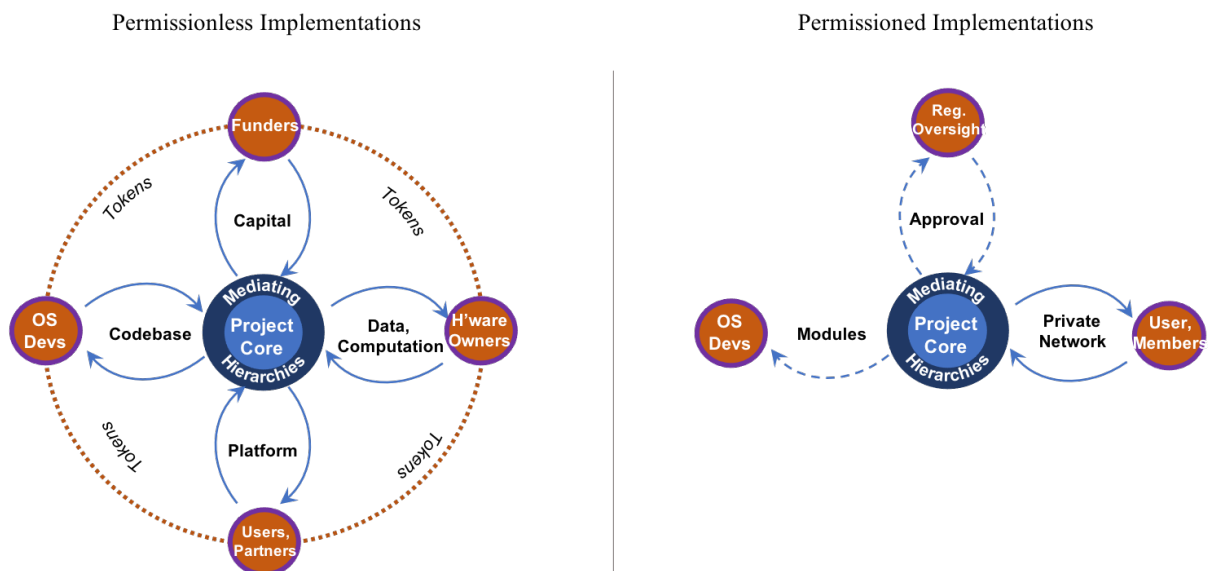 Permissionless Implementations
Permissioned Implementations
Funders
Tokens
Tokens
Capital
OS
Devs
Codebase
Mediating
Project
Core
Hierarchies
Data,
Computation
H'ware
Owners
Platform
Tokens
Tokens
Users,
Partners
Reg.
Oversight
Approval
OS
Devs
Modules
Mediating
Project
Core
Hierarchies
Private
Network
User,
Members